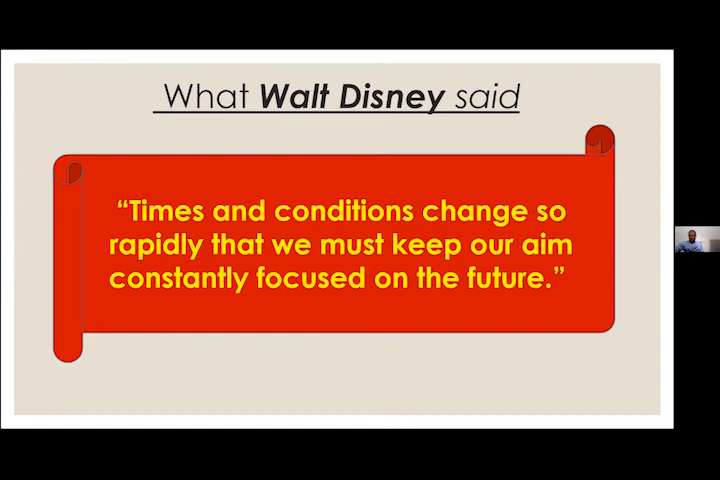 What Walt Disney said
“Times and conditions change so
rapidly that we must keep our aim
constantly focused on the future.”